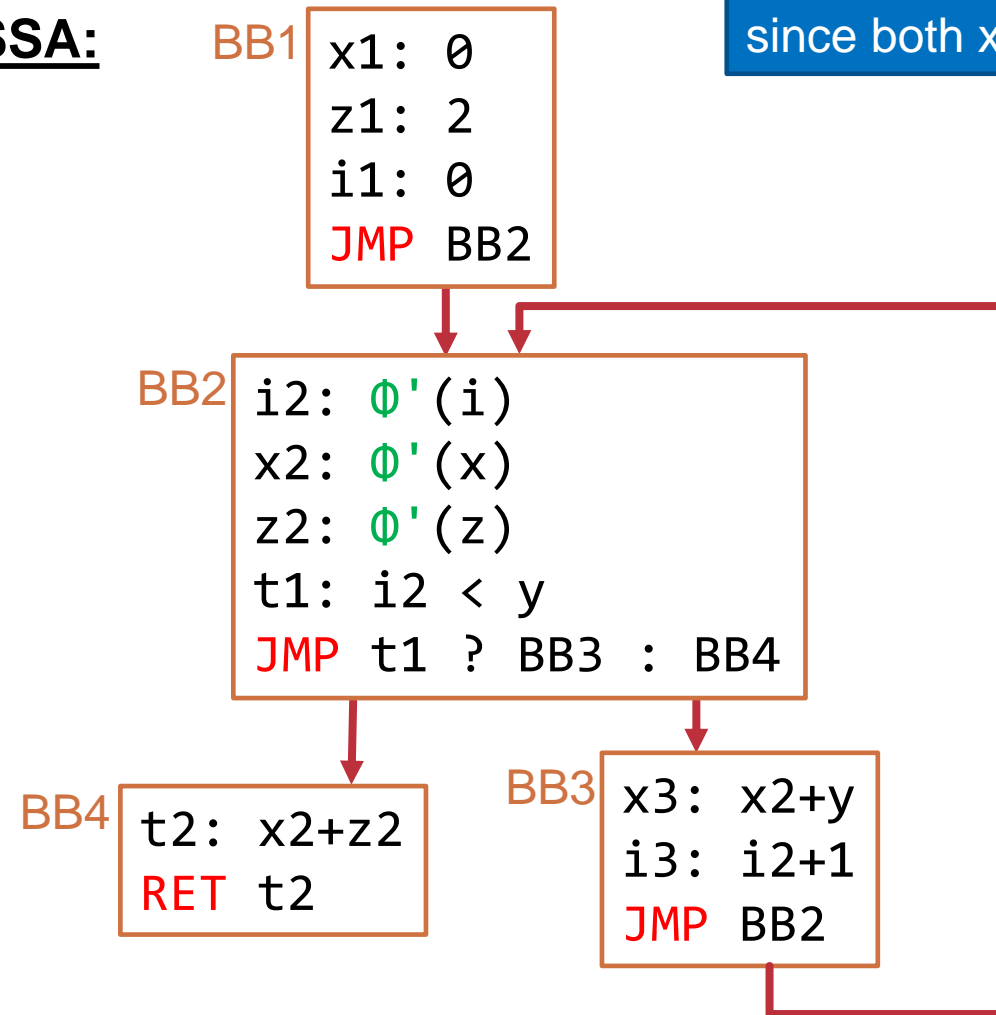 SSA:
since both x
BB1
x1: 0
z1: 2
i1: 0
JMP BB2
BB2
i2: Φ'(i)
x2: Φ'(x)
z2: Φ'(z)
t1: i2 < y
JMP t1 ? BB3 : BB4
BB4
t2: x2+z2
RET t2
BB3
x3: x2+y
i3: i2+1
JMP BB2